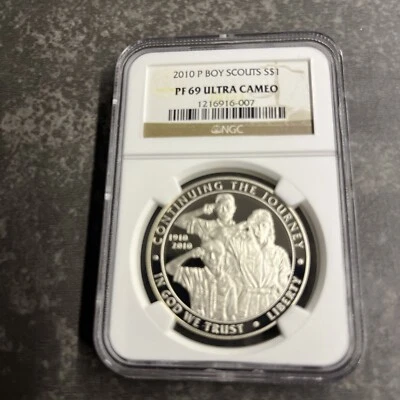 2010 P BOY SCOUTS S$1
PF 69 ULTRA CAMEO
1216916-007
NGC
CONTINUING THE JOURNEY
1910
2010
IN GOD WE TRUST • LIBERTY